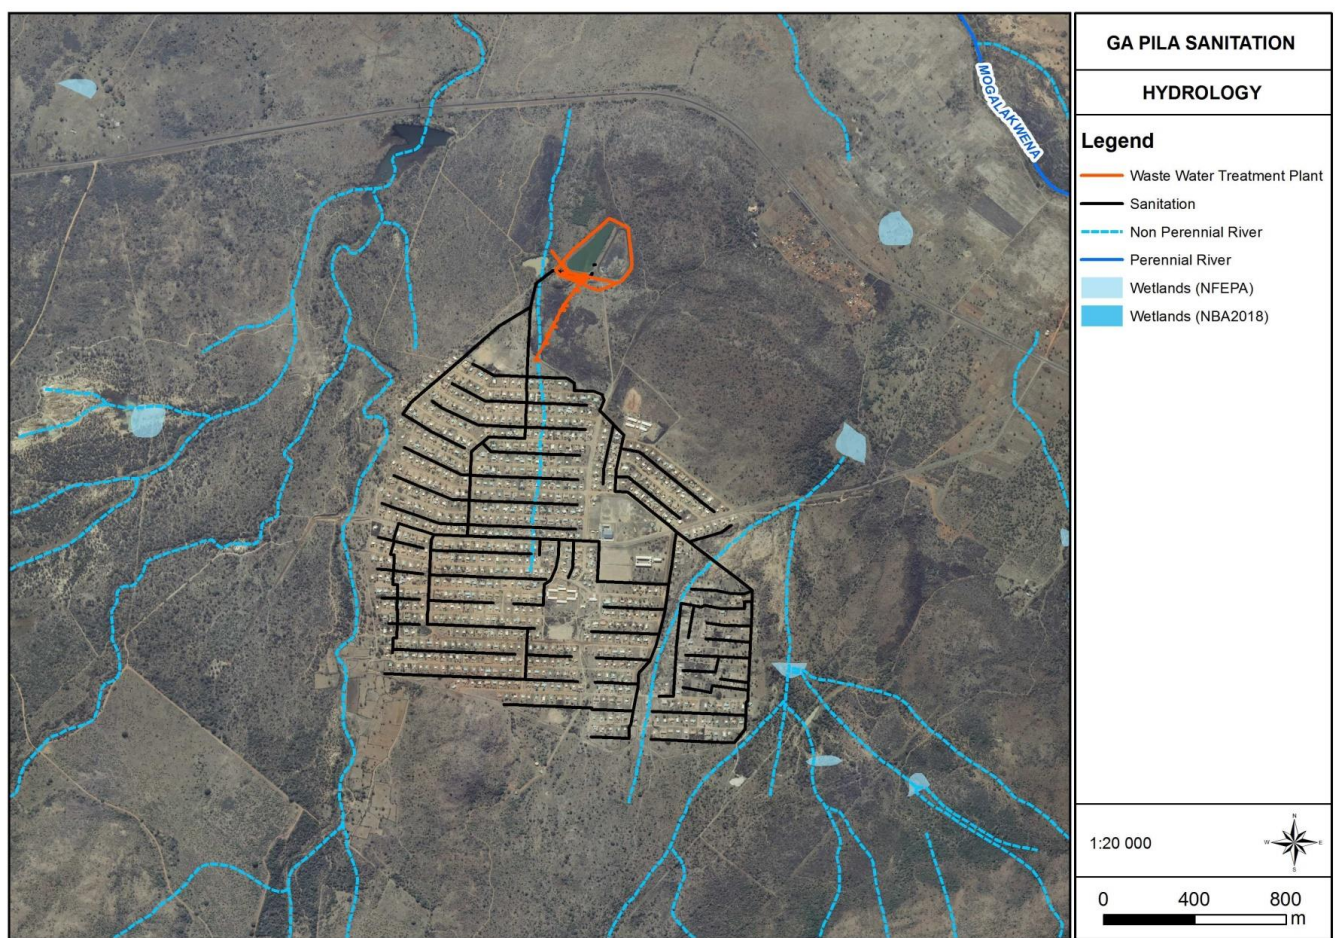 MOGALAKWENA
GA PILA SANITATION
HYDROLOGY
Legend
Waste Water Treatment Plant
Sanitation
Non Perennial River
Perennial River
Wetlands (NFEPA)
Wetlands (NBA2018)
1:20 000
N
W
E
S
0 400 800
m